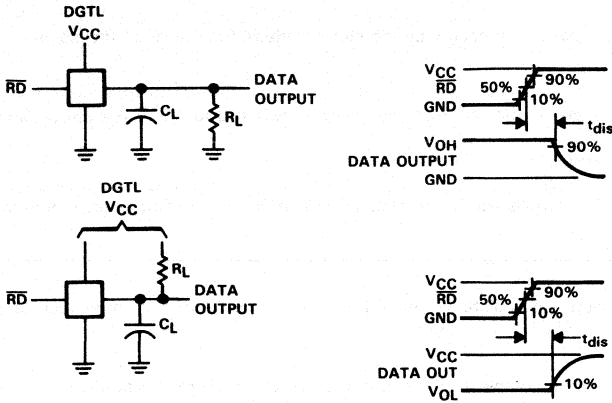 DGTL
VCC
RD
CL
RL
DATA
OUTPUT
VCC
RD
50%
90%
10%
GND
tdis
VOH
90%
DATA OUTPUT
GND
DGTL
VCC
RL
RD
DATA
OUTPUT
CL
VCC
RD
50%
90%
10%
GND
tdis
VCC
DATA OUT
10%
VOL